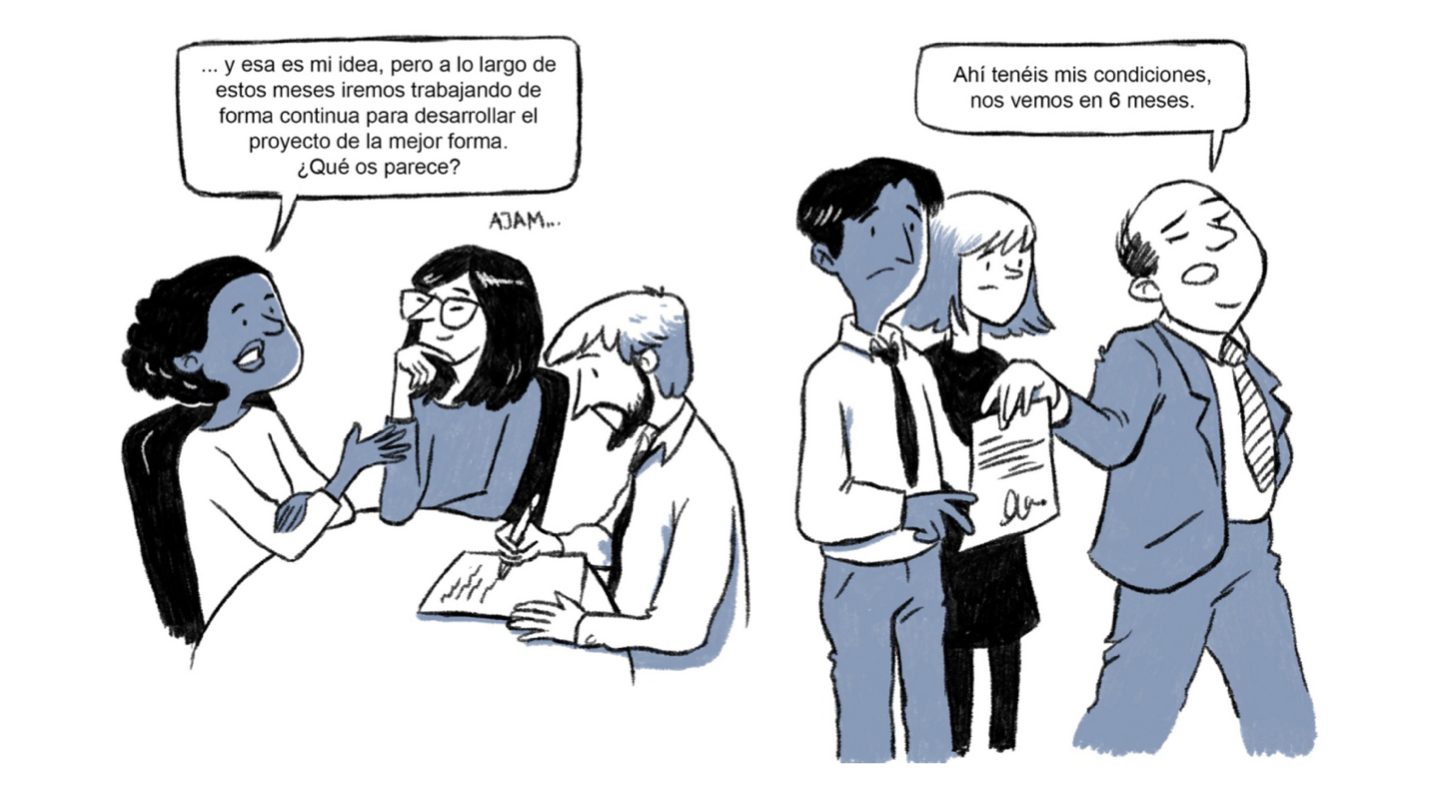 ... y esa es mi idea, pero a lo largo de
estos meses iremos trabajando de
forma continua para desarrollar el
proyecto de la mejor forma.
¿Qué os parece?
AJAM...
Ahí tenéis mis condiciones,
nos vemos en 6 meses.